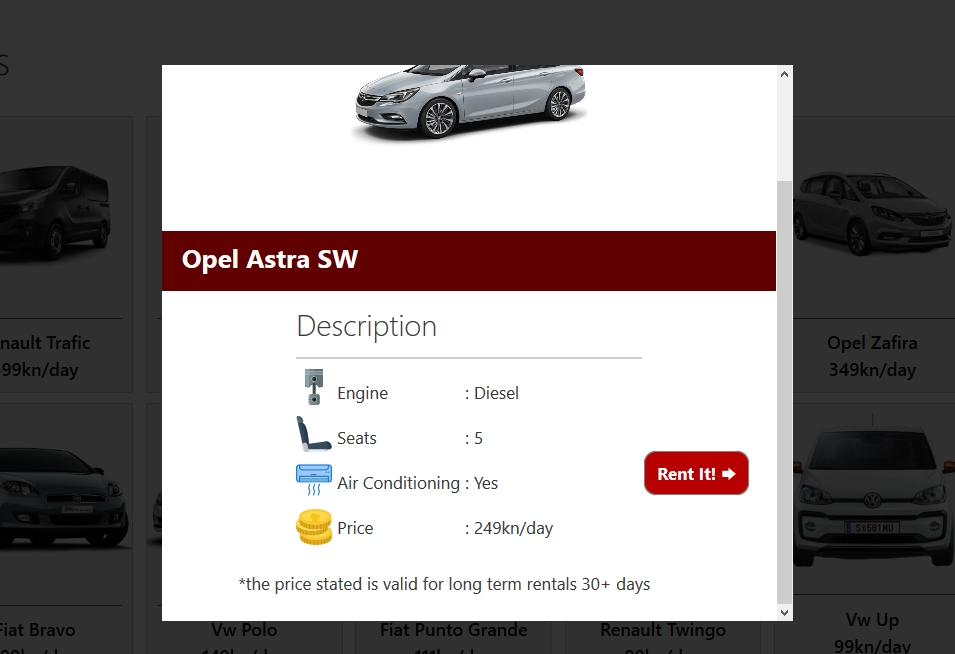 S
nault Trafic
99kn/day
Opel Astra SW
Description
Engine : Diesel
Seats : 5
Air Conditioning : Yes
Price : 249kn/day
Rent It!
*the price stated is valid for long term rentals 30+ days
Opel Zafira
349kn/day
Fiat Bravo
Vw Polo
Fiat Punto Grande
Renault Twingo
Vw Up
99kn/day